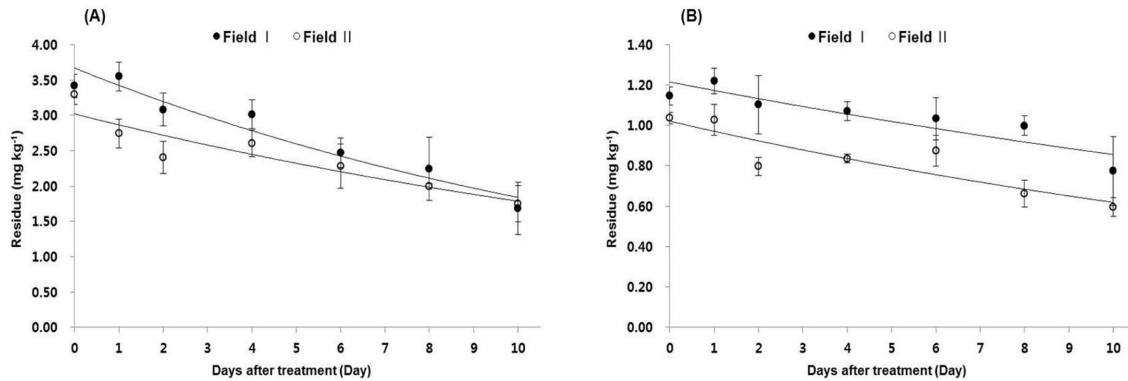 (A)
● Field Ⅰ ○ Field Ⅱ
4.00
3.50
3.00
2.50
2.00
1.50
1.00
0.50
0.00
Residue (mg kg⁻¹)
0 1 2 3 4 5 6 7 8 9 10
Days after treatment (Day)
(B)
● Field Ⅰ ○ Field Ⅱ
1.40
1.20
1.00
0.80
0.60
0.40
0.20
0.00
Residue (mg kg⁻¹)
0 1 2 3 4 5 6 7 8 9 10
Days after treatment (Day)